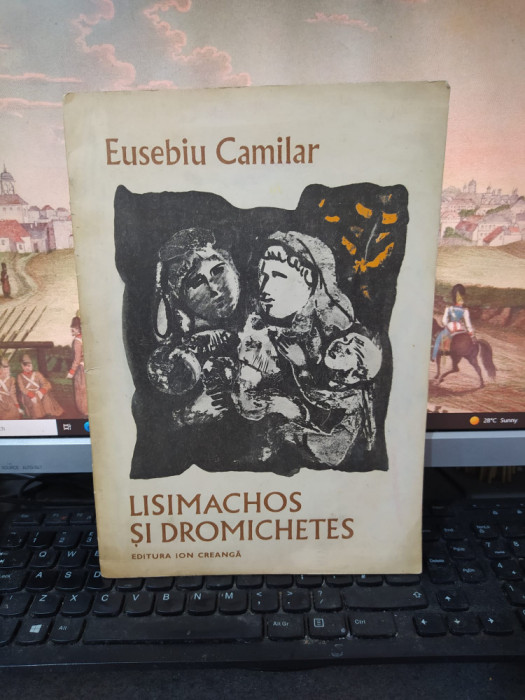 Eusebiu Camilar
LISIMACHOS
ȘI DROMICHETES
EDITURA ION CREANGĂ
28°C Sunny